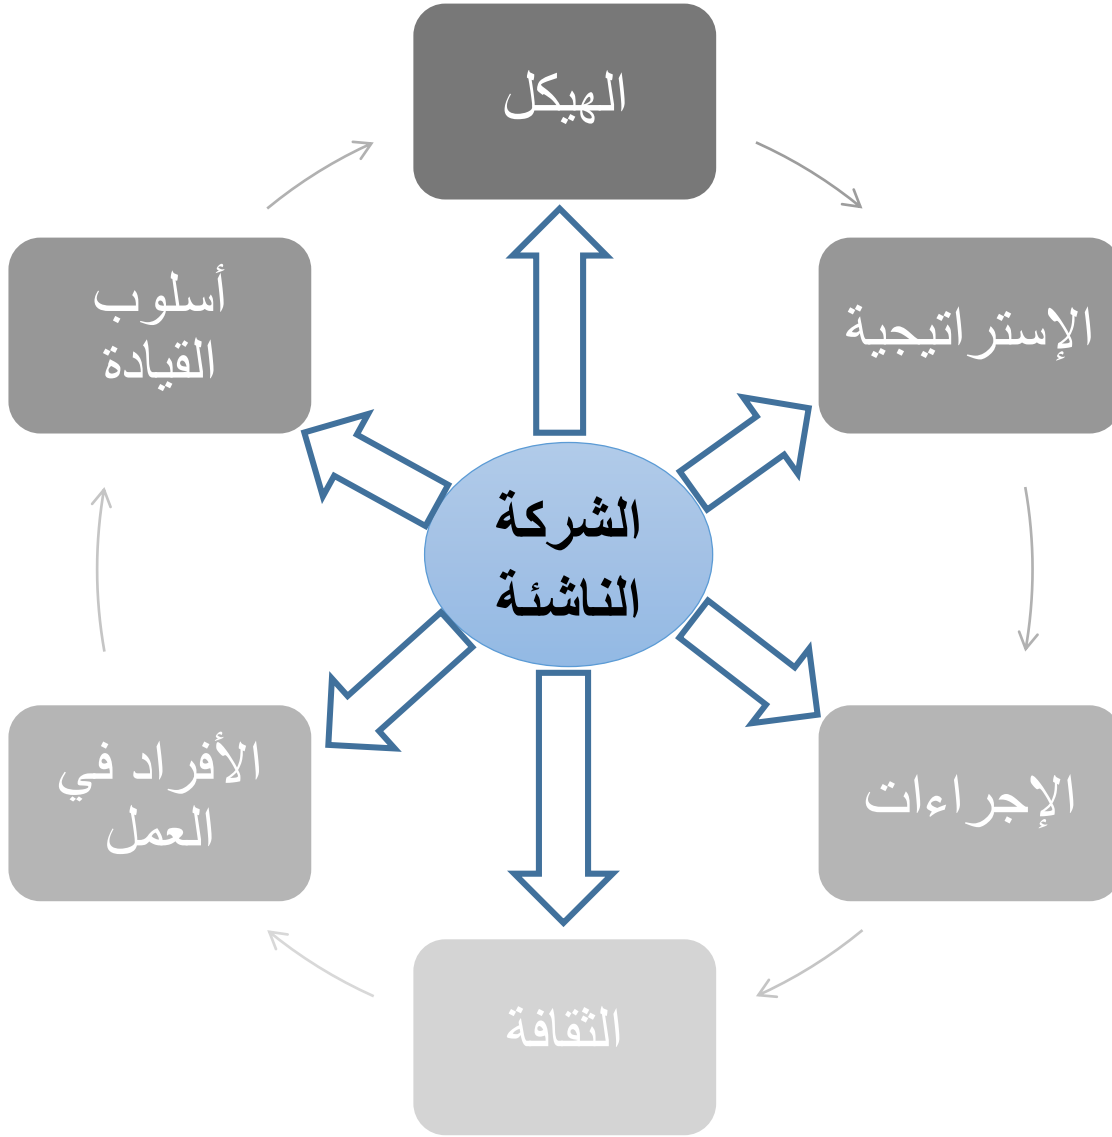 الهيكل
الإستراتيجية
الإجراءات
الثقافة
الأفراد في
العمل
أسلوب
القيادة
الشركة
الناشئة